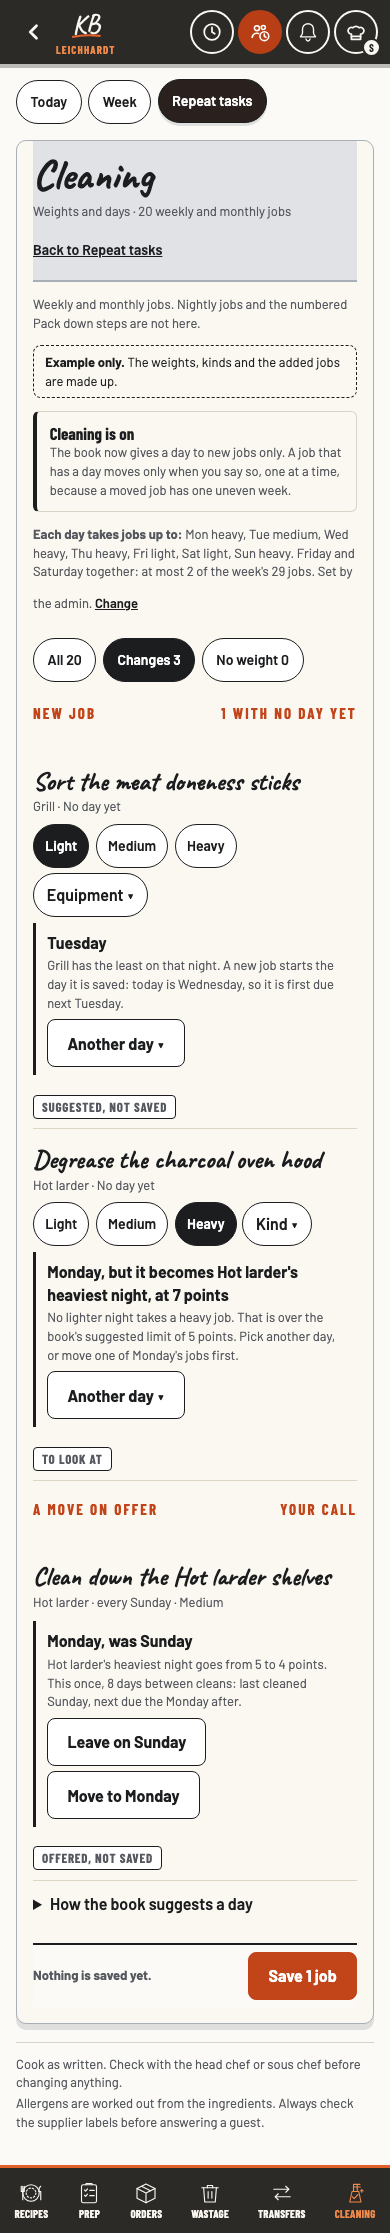 KB
LEICHHARDT
S
Today
Week
Repeat tasks
Cleaning
Weights and days · 20 weekly and monthly jobs
Back to Repeat tasks
Weekly and monthly jobs. Nightly jobs and the numbered
Pack down steps are not here.
Example only. The weights, kinds and the added jobs
are made up.
Cleaning is on
The book now gives a day to new jobs only. A job that
has a day moves only when you say so, one at a time,
because a moved job has one uneven week.
Each day takes jobs up to: Mon heavy, Tue medium, Wed
heavy, Thu heavy, Fri light, Sat light, Sun heavy. Friday and
Saturday together: at most 2 of the week's 29 jobs. Set by
the admin. Change
All 20
Changes 3
No weight 0
NEW JOB
1 WITH NO DAY YET
Sort the meat doneness sticks
Grill · No day yet
Light
Medium
Heavy
Equipment ▾
Tuesday
Grill has the least on that night. A new job starts the
day it is saved: today is Wednesday, so it is first due
next Tuesday.
Another day ▾
SUGGESTED, NOT SAVED
Degrease the charcoal oven hood
Hot larder · No day yet
Light
Medium
Heavy
Kind ▾
Monday, but it becomes Hot larder's
heaviest night, at 7 points
No lighter night takes a heavy job. That is over the
book's suggested limit of 5 points. Pick another day,
or move one of Monday's jobs first.
Another day ▾
TO LOOK AT
A MOVE ON OFFER
YOUR CALL
Clean down the Hot larder shelves
Hot larder · every Sunday · Medium
Monday, was Sunday
Hot larder's heaviest night goes from 5 to 4 points.
This once, 8 days between cleans: last cleaned
Sunday, next due the Monday after.
Leave on Sunday
Move to Monday
OFFERED, NOT SAVED
▶ How the book suggests a day
Nothing is saved yet.
Save 1 job
Cook as written. Check with the head chef or sous chef before
changing anything.
Allergens are worked out from the ingredients. Always check
the supplier labels before answering a guest.
RECIPES
PREP
ORDERS
WASTAGE
TRANSFERS
CLEANING